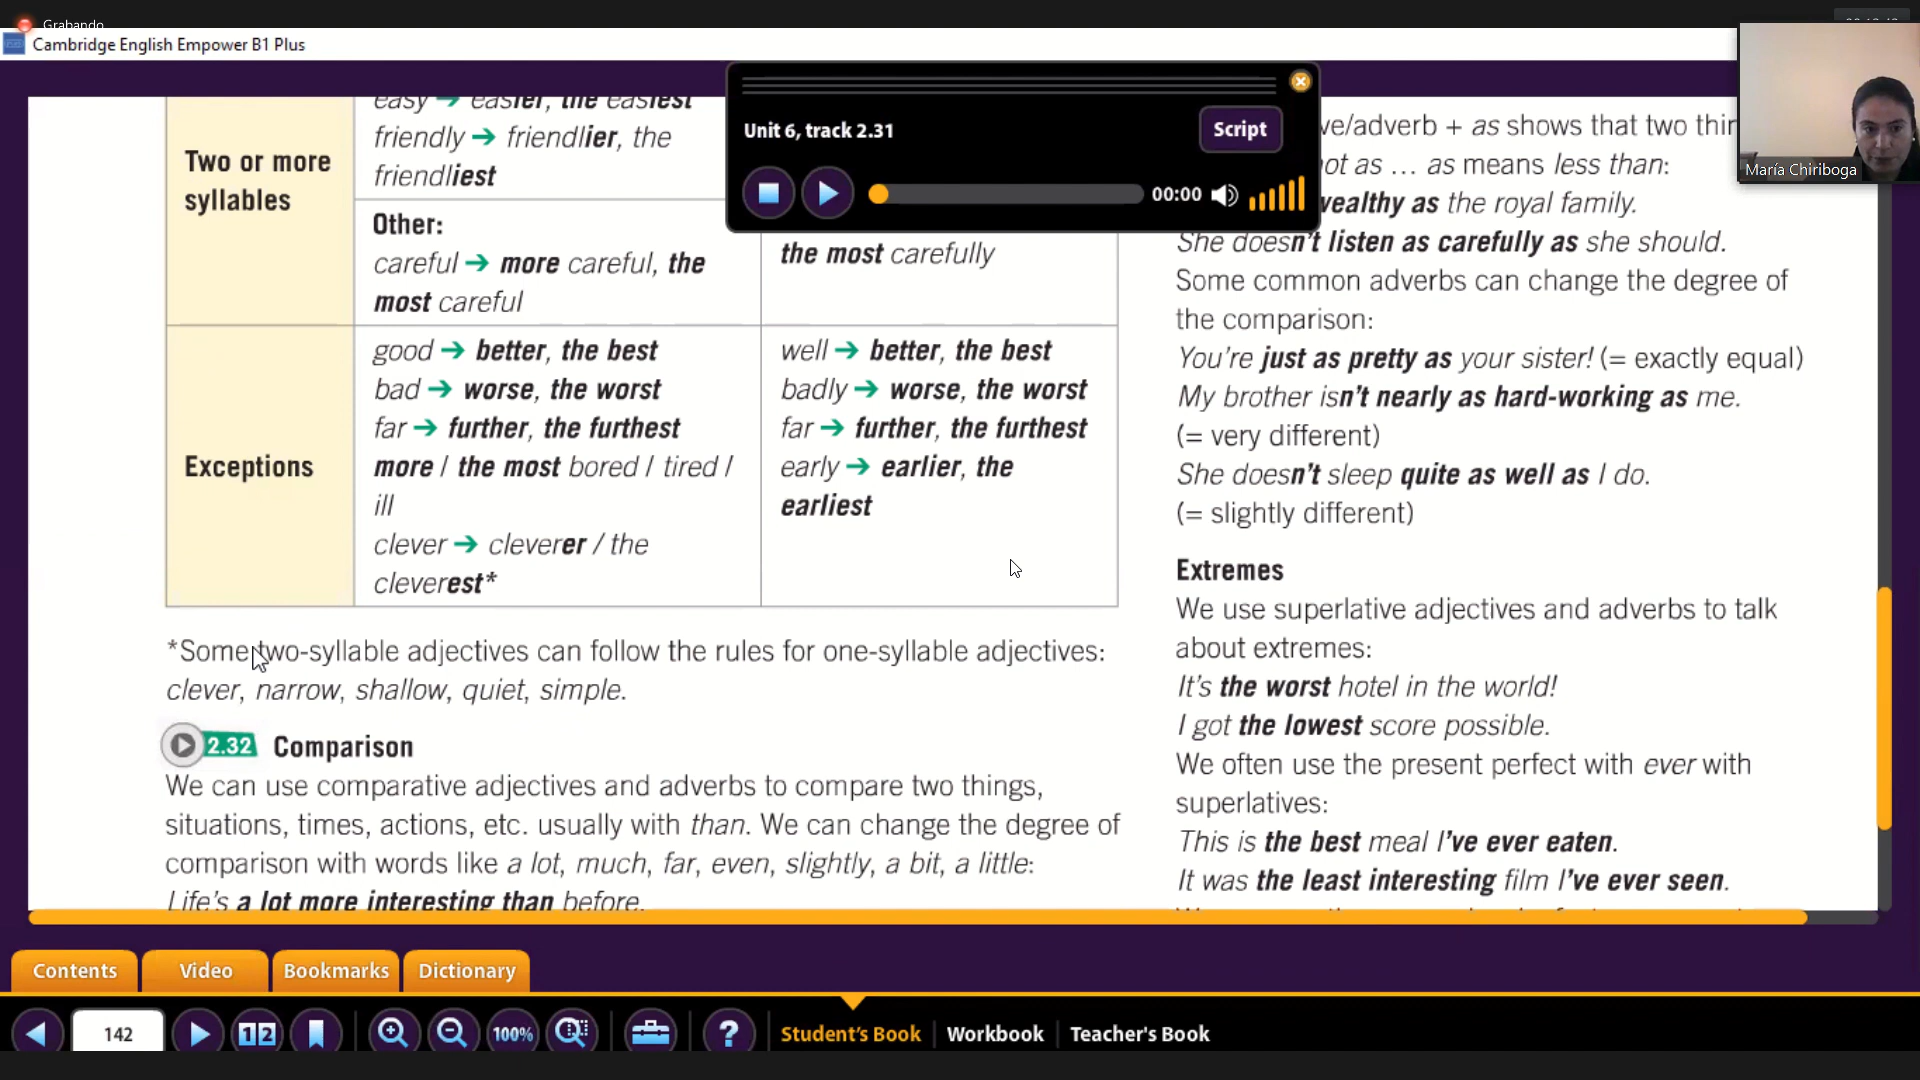 Grabando
Cambridge English Empower B1 Plus
María Chiriboga
Unit 6, track 2.31
Script
00:00
Two or more
syllables
easy → easier, the easiest
friendly → friendlier, the
friendliest
Other:
careful → more careful, the
most careful
the most carefully
Exceptions
good → better, the best
bad → worse, the worst
far → further, the furthest
more / the most bored / tired /
ill
clever → cleverer / the
cleverest*
well → better, the best
badly → worse, the worst
far → further, the furthest
early → earlier, the
earliest
*Some two-syllable adjectives can follow the rules for one-syllable adjectives:
clever, narrow, shallow, quiet, simple.
2.32 Comparison
We can use comparative adjectives and adverbs to compare two things,
situations, times, actions, etc. usually with than. We can change the degree of
comparison with words like a lot, much, far, even, slightly, a bit, a little:
Life's a lot more interesting than before.
ve/adverb + as shows that two thin
ot as … as means less than:
wealthy as the royal family.
She doesn't listen as carefully as she should.
Some common adverbs can change the degree of
the comparison:
You're just as pretty as your sister! (= exactly equal)
My brother isn't nearly as hard-working as me.
(= very different)
She doesn't sleep quite as well as I do.
(= slightly different)
Extremes
We use superlative adjectives and adverbs to talk
about extremes:
It's the worst hotel in the world!
I got the lowest score possible.
We often use the present perfect with ever with
superlatives:
This is the best meal I've ever eaten.
It was the least interesting film I've ever seen.
Contents
Video
Bookmarks
Dictionary
142
12
100%
?
Student's Book
Workbook
Teacher's Book